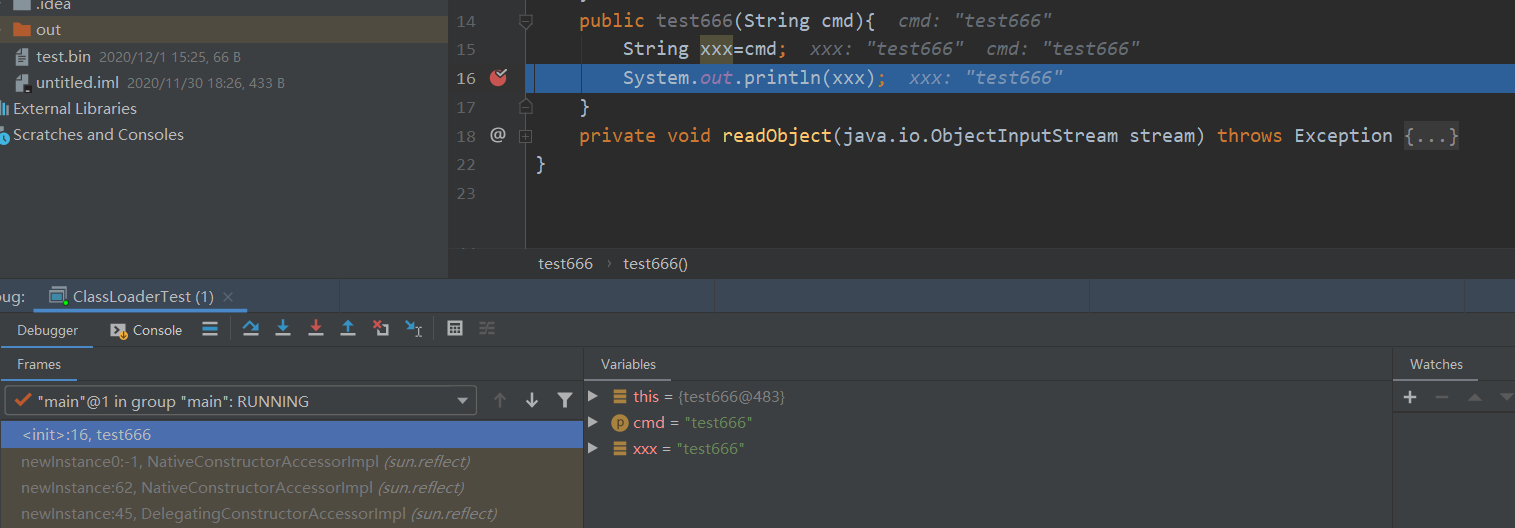 .idea
out
test.bin 2020/12/1 15:25, 66 B
untitled.iml 2020/11/30 18:26, 433 B
External Libraries
Scratches and Consoles
14 public test666(String cmd){ cmd: "test666"
15 String xxx=cmd; xxx: "test666" cmd: "test666"
16 System.out.println(xxx); xxx: "test666"
17 }
18 @ private void readObject(java.io.ObjectInputStream stream) throws Exception {...}
22 }
23
test666 › test666()
ug: ClassLoaderTest (1)
Debugger Console
Frames
"main"@1 in group "main": RUNNING
<init>:16, test666
newInstance0:-1, NativeConstructorAccessorImpl (sun.reflect)
newInstance:62, NativeConstructorAccessorImpl (sun.reflect)
newInstance:45, DelegatingConstructorAccessorImpl (sun.reflect)
Variables
this = {test666@483}
cmd = "test666"
xxx = "test666"
Watches